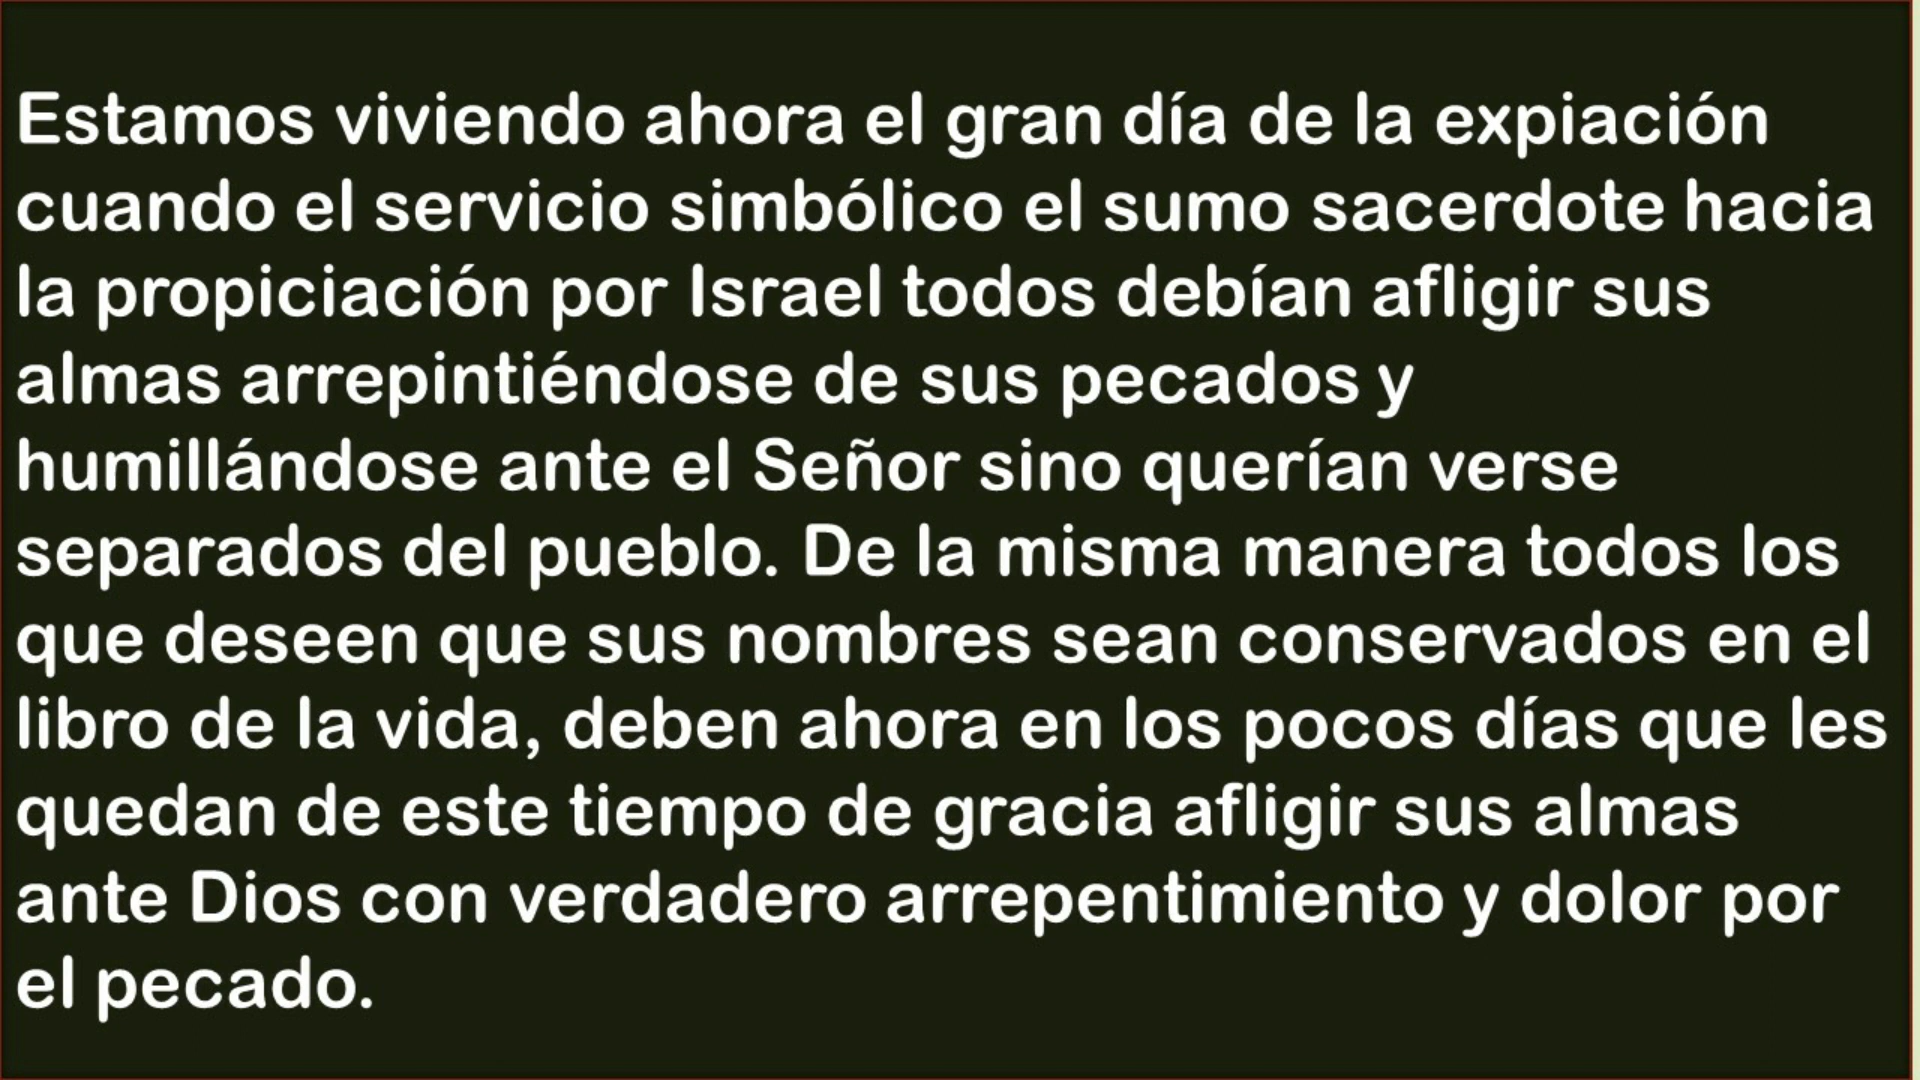 Estamos viviendo ahora el gran día de la expiación
cuando el servicio simbólico el sumo sacerdote hacia
la propiciación por Israel todos debían afligir sus
almas arrepintiéndose de sus pecados y
humillándose ante el Señor sino querían verse
separados del pueblo. De la misma manera todos los
que deseen que sus nombres sean conservados en el
libro de la vida, deben ahora en los pocos días que les
quedan de este tiempo de gracia afligir sus almas
ante Dios con verdadero arrepentimiento y dolor por
el pecado.